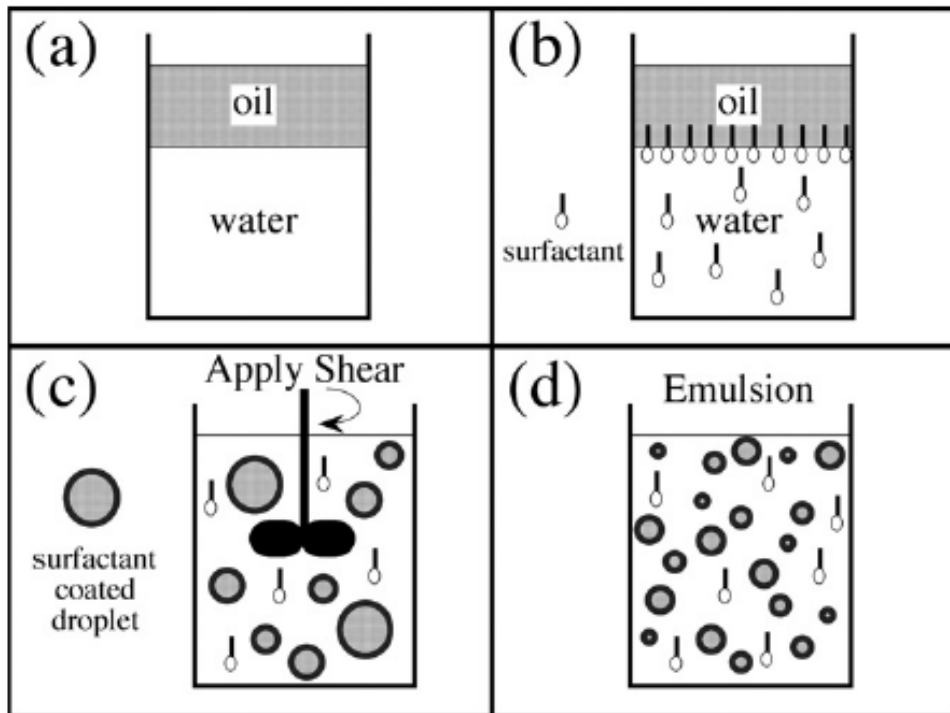 (a)
oil
water
(b)
oil
water
surfactant
(c)
Apply Shear
surfactant
coated
droplet
(d)
Emulsion